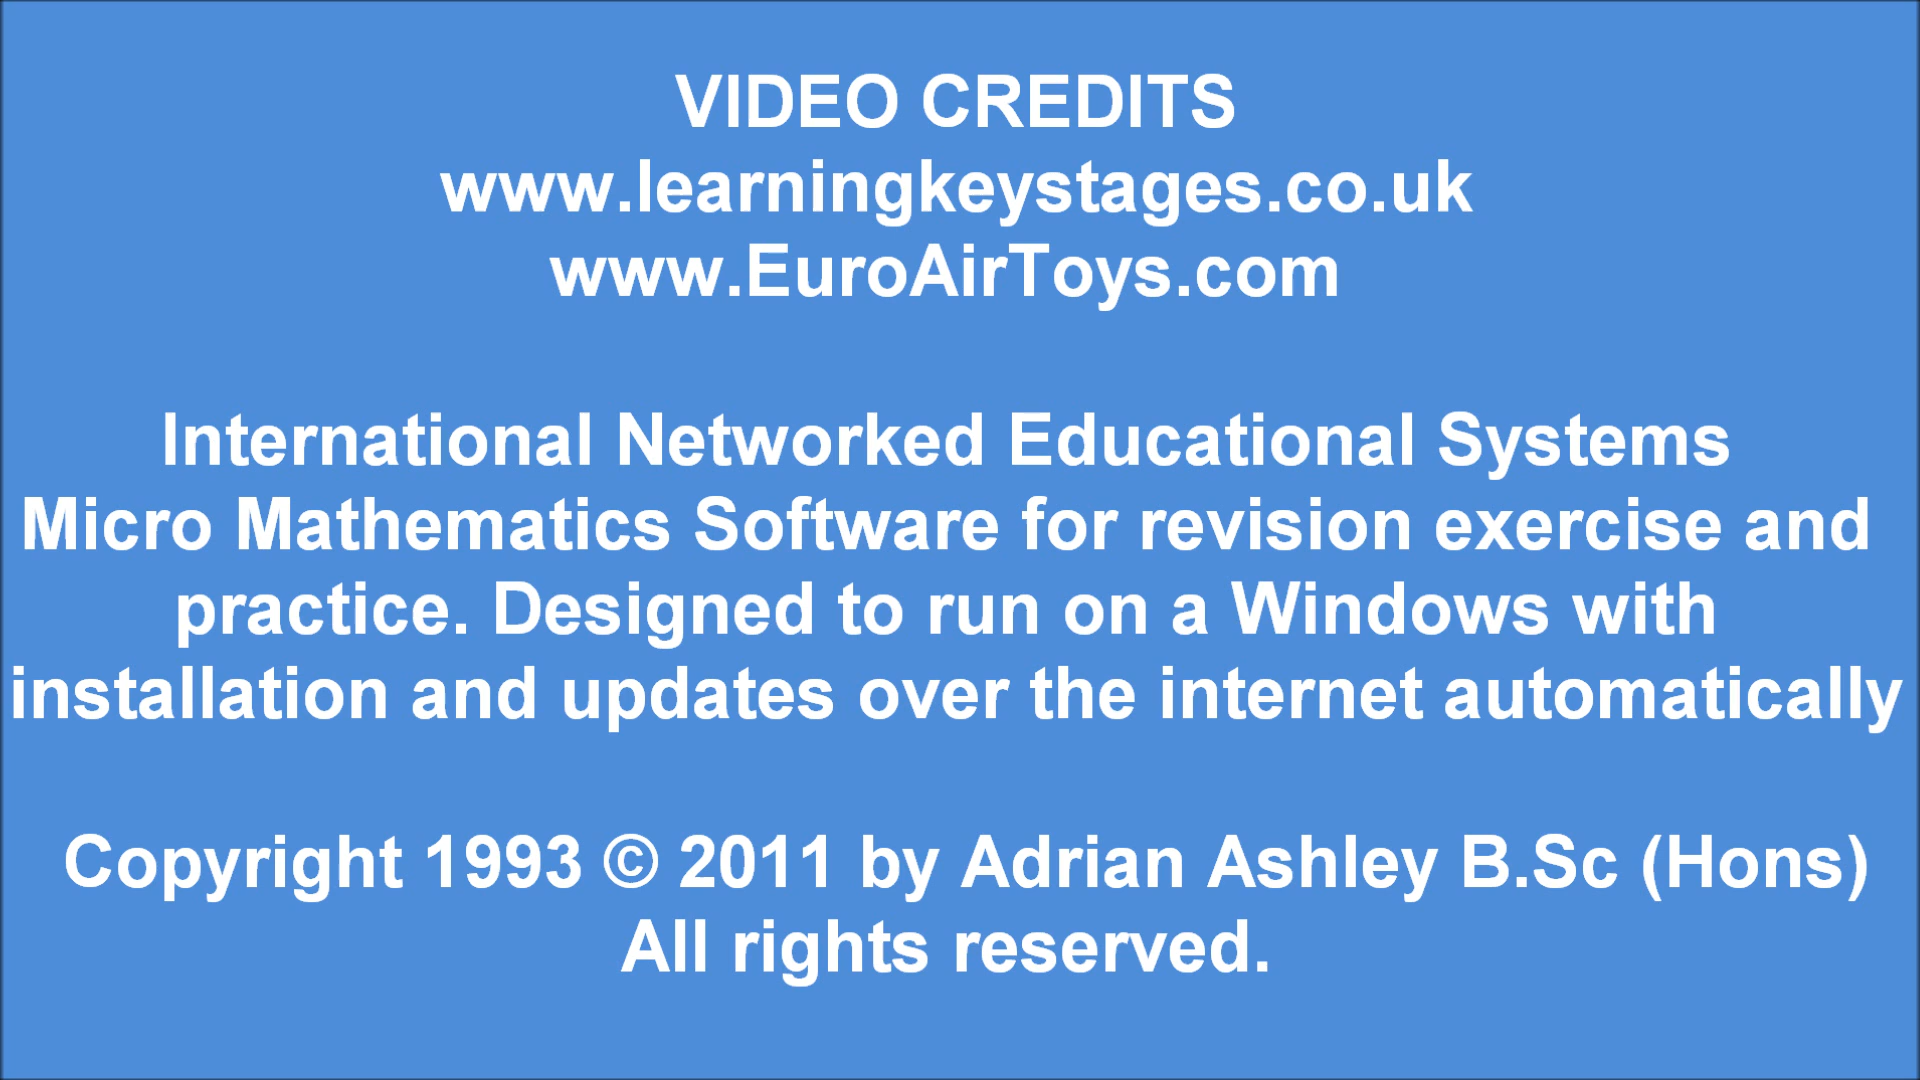 VIDEO CREDITS
www.learningkeystages.co.uk
www.EuroAirToys.com
International Networked Educational Systems
Micro Mathematics Software for revision exercise and
practice. Designed to run on a Windows with
installation and updates over the internet automatically
Copyright 1993 © 2011 by Adrian Ashley B.Sc (Hons)
All rights reserved.